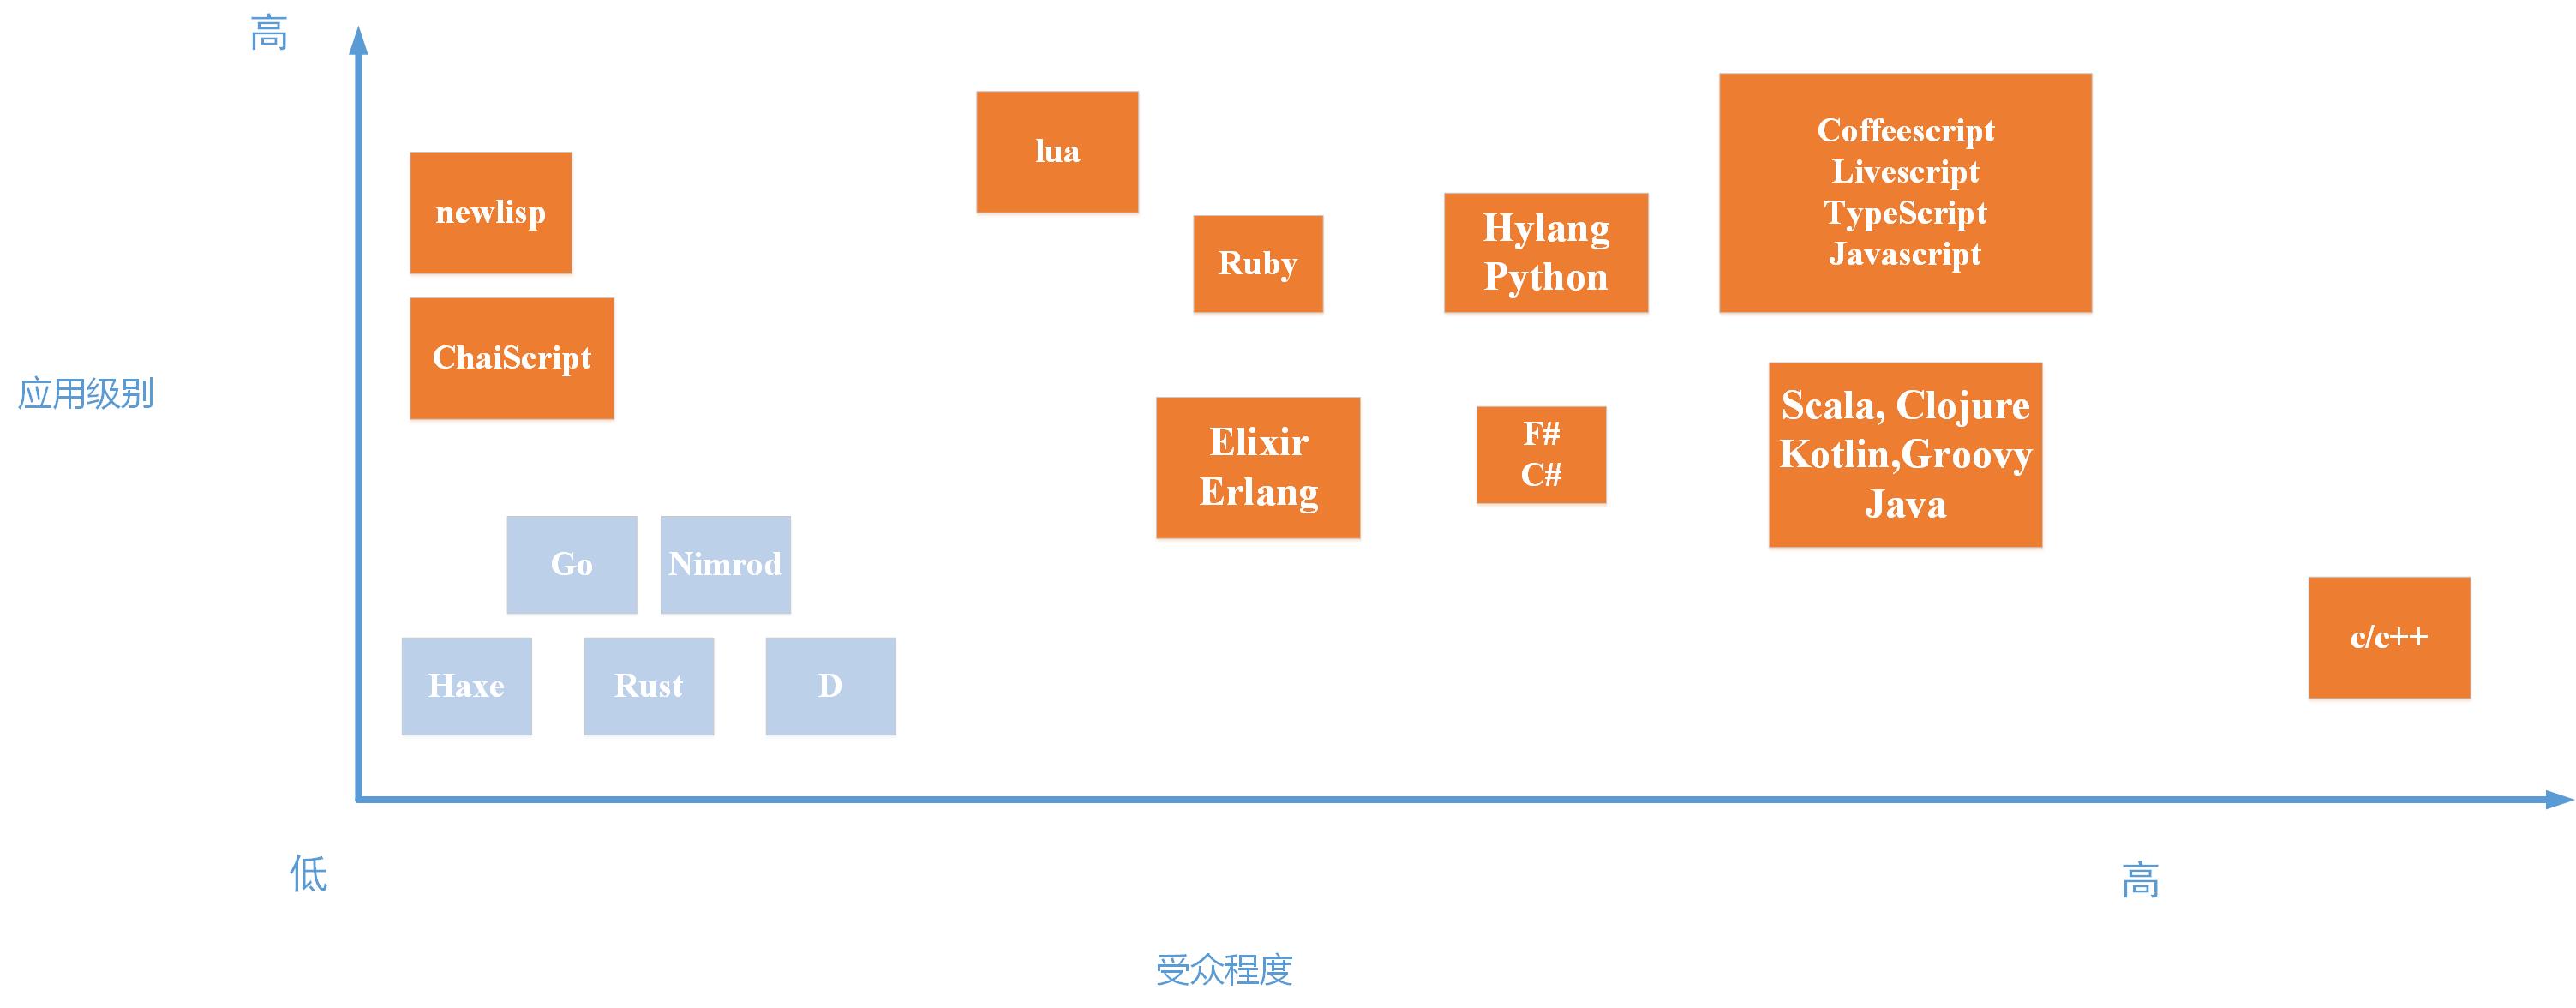 高
lua
newlisp
Coffeescript
Livescript
TypeScript
Javascript
Hylang
Python
Ruby
ChaiScript
应用级别
Elixir
Erlang
F#
C#
Scala, Clojure
Kotlin,Groovy
Java
Go
Nimrod
c/c++
Haxe
Rust
D
低
高
受众程度